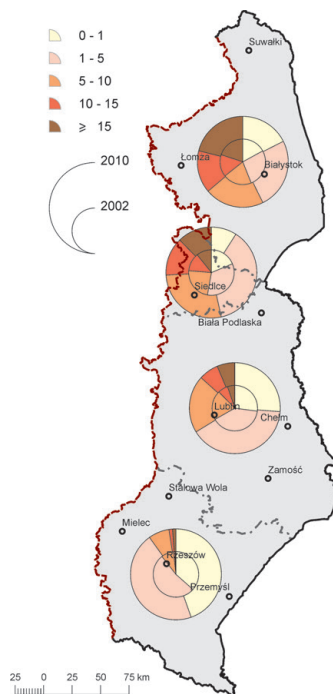 Suwałki
0 - 1
1 - 5
5 - 10
10 - 15
≥ 15
2010
2002
Łomża
Białystok
Siedlce
Biała Podlaska
Lublin
Chełm
Zamość
Stalowa Wola
Mielec
Rzeszów
Przemyśl
25 0 25 50 75 km